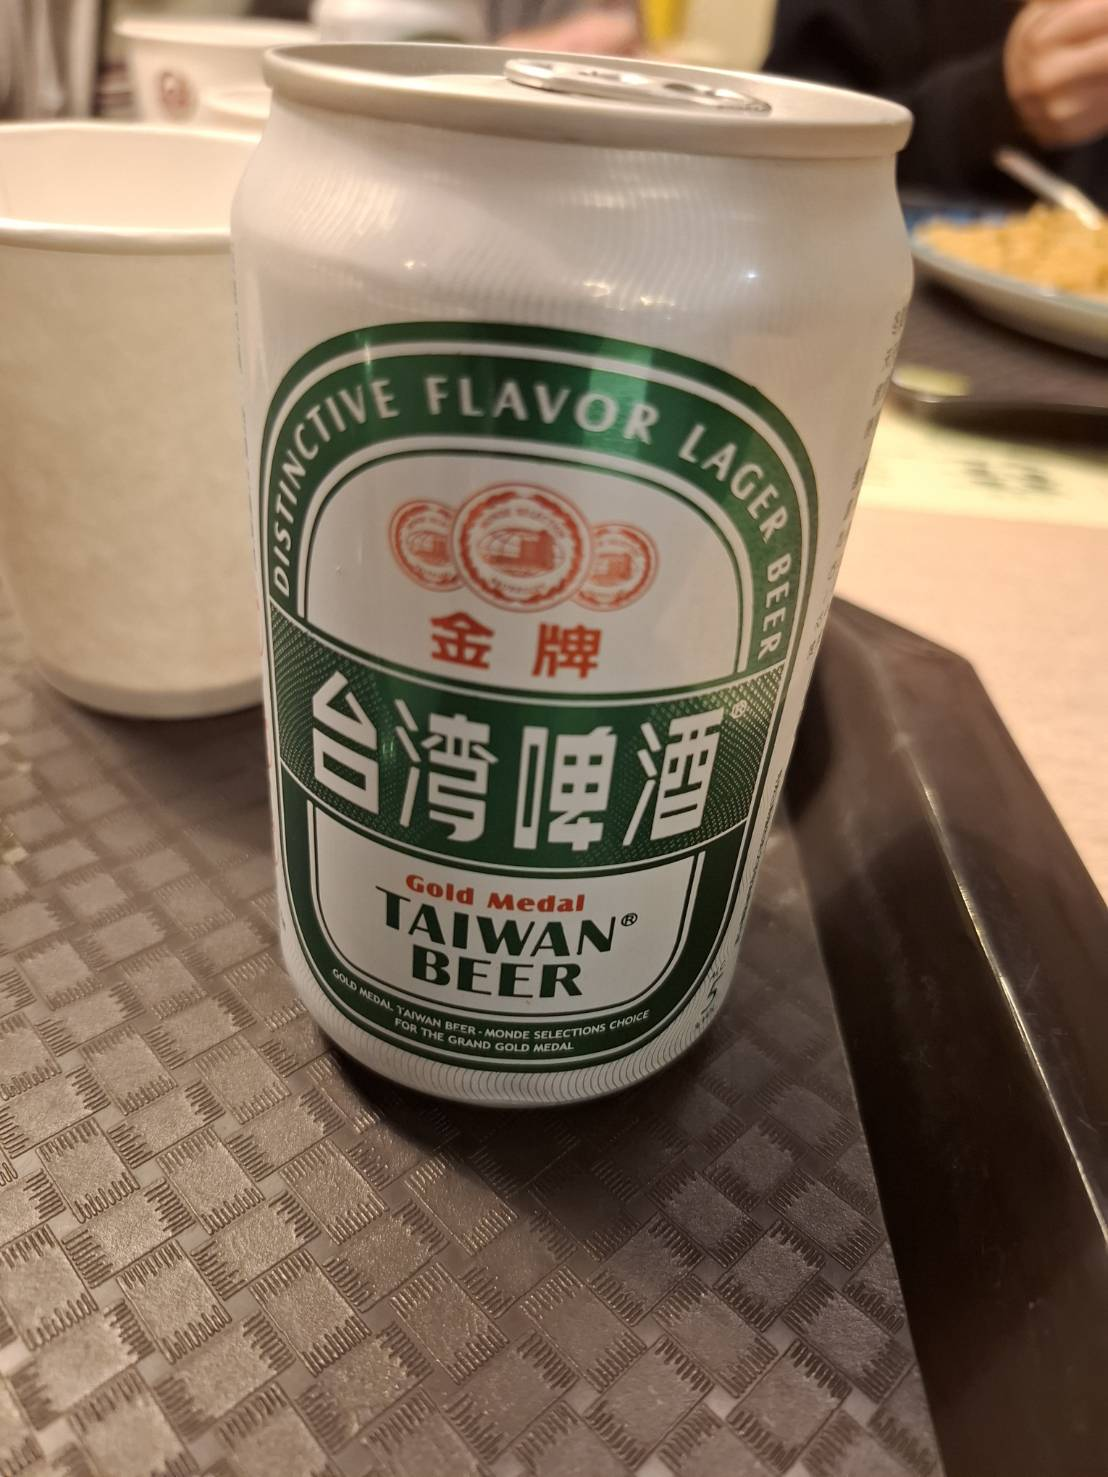 DISTINCTIVE FLAVOR LAGER BEER
金牌
台湾啤酒®
Gold Medal
TAIWAN®
BEER
GOLD MEDAL TAIWAN BEER - MONDE SELECTIONS CHOICE
FOR THE GRAND GOLD MEDAL